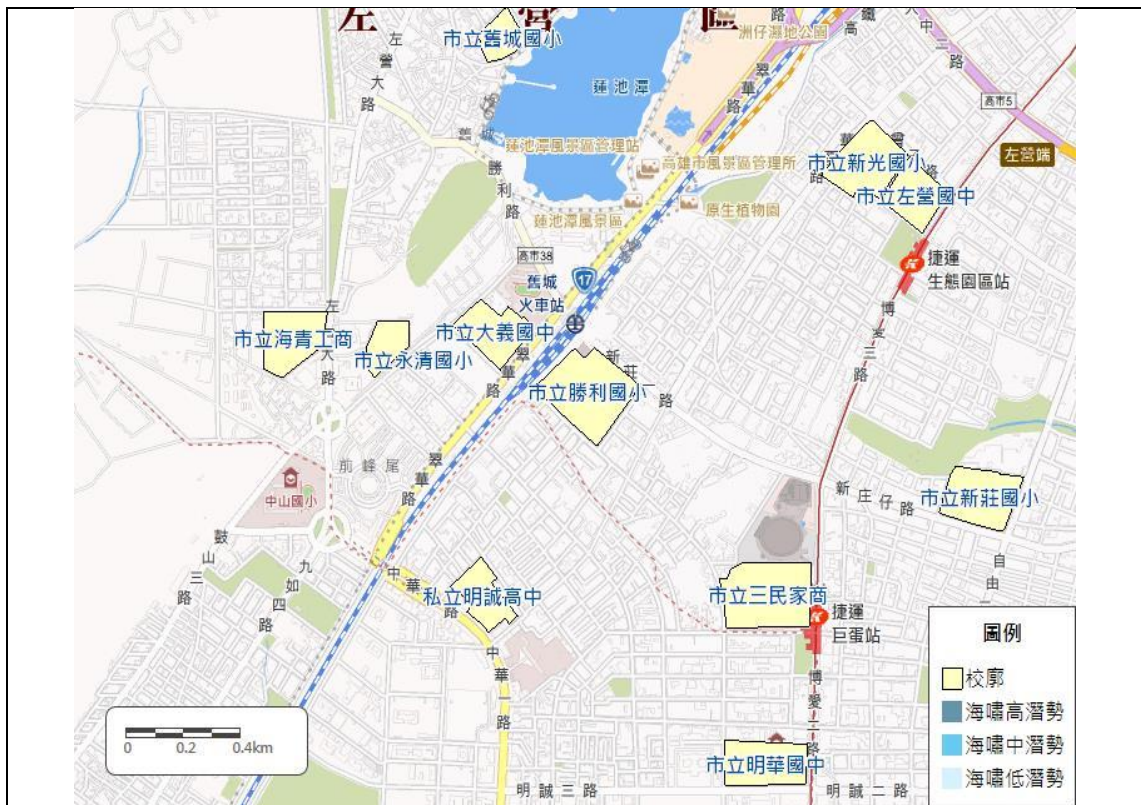 左營區
市立舊城國小
左營大路
蓮池潭
洲仔濕地公園
翠華路
高鐵路
大中二路
高市5
左營端
蓮池潭風景區管理站
高雄市風景區管理所
勝利路
蓮池潭風景區
原生植物園
市立新光國小
市立左營國中
捷運
生態園區站
高市38
17
舊城
火車站
博愛三路
市立海青工商
左營大路
市立永清國小
市立大義國中
翠華路
市立勝利國小
新莊一路
前峰尾
翠華路
中山國小
新庄仔路
市立新莊國小
鼓山三路
九如四路
中華一路
私立明誠高中
市立三民家商
捷運
巨蛋站
自由二
中華一路
博愛二路
市立明華國中
明誠三路
明誠二路
0 0.2 0.4km
圖例
校廓
海嘯高潛勢
海嘯中潛勢
海嘯低潛勢